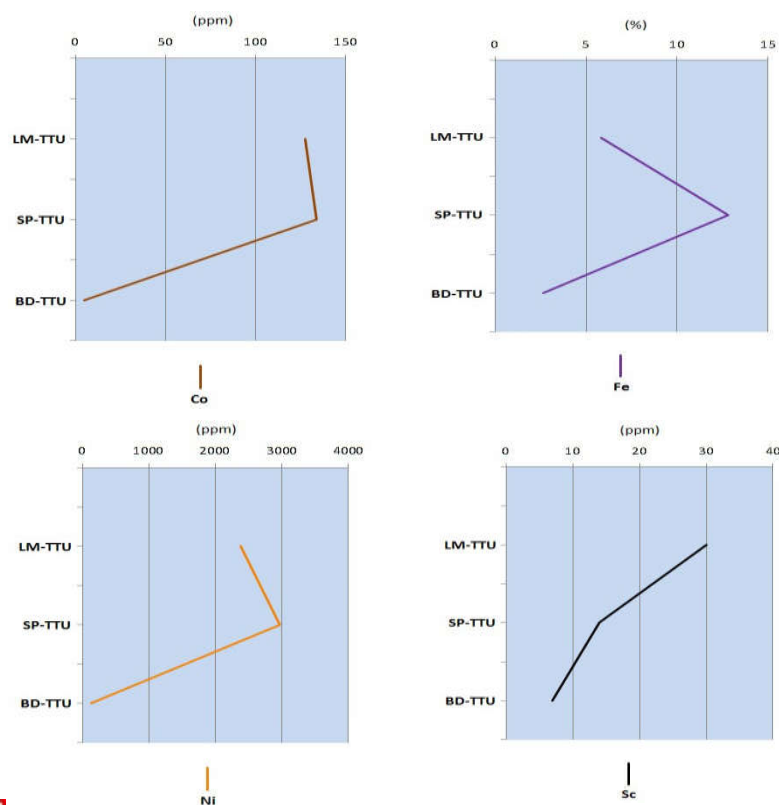 (ppm)
0 50 100 150
LM-TTU
SP-TTU
BD-TTU
Co
(%)
0 5 10 15
LM-TTU
SP-TTU
BD-TTU
Fe
(ppm)
0 1000 2000 3000 4000
LM-TTU
SP-TTU
BD-TTU
Ni
(ppm)
0 10 20 30 40
LM-TTU
SP-TTU
BD-TTU
Sc